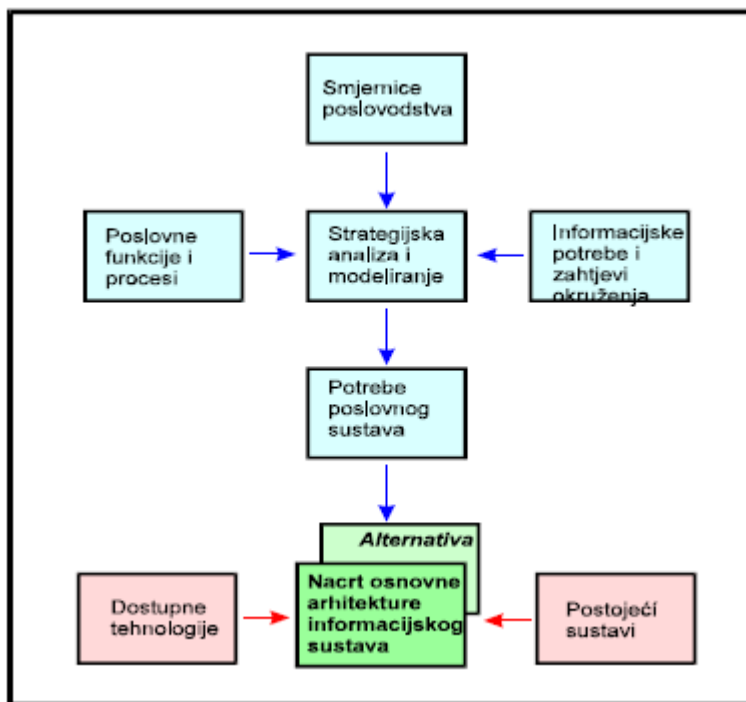 Smjernice
poslovodstva
Poslovne
funkcije i
procesi
Strategijska
analiza i
modeliranje
Informacijske
potrebe i
zahtjevi
okruženja
Potrebe
poslovnog
sustava
Alternativa
Nacrt osnovne
arhitekture
informacijskog
sustava
Dostupne
tehnologije
Postojećí
sustavi